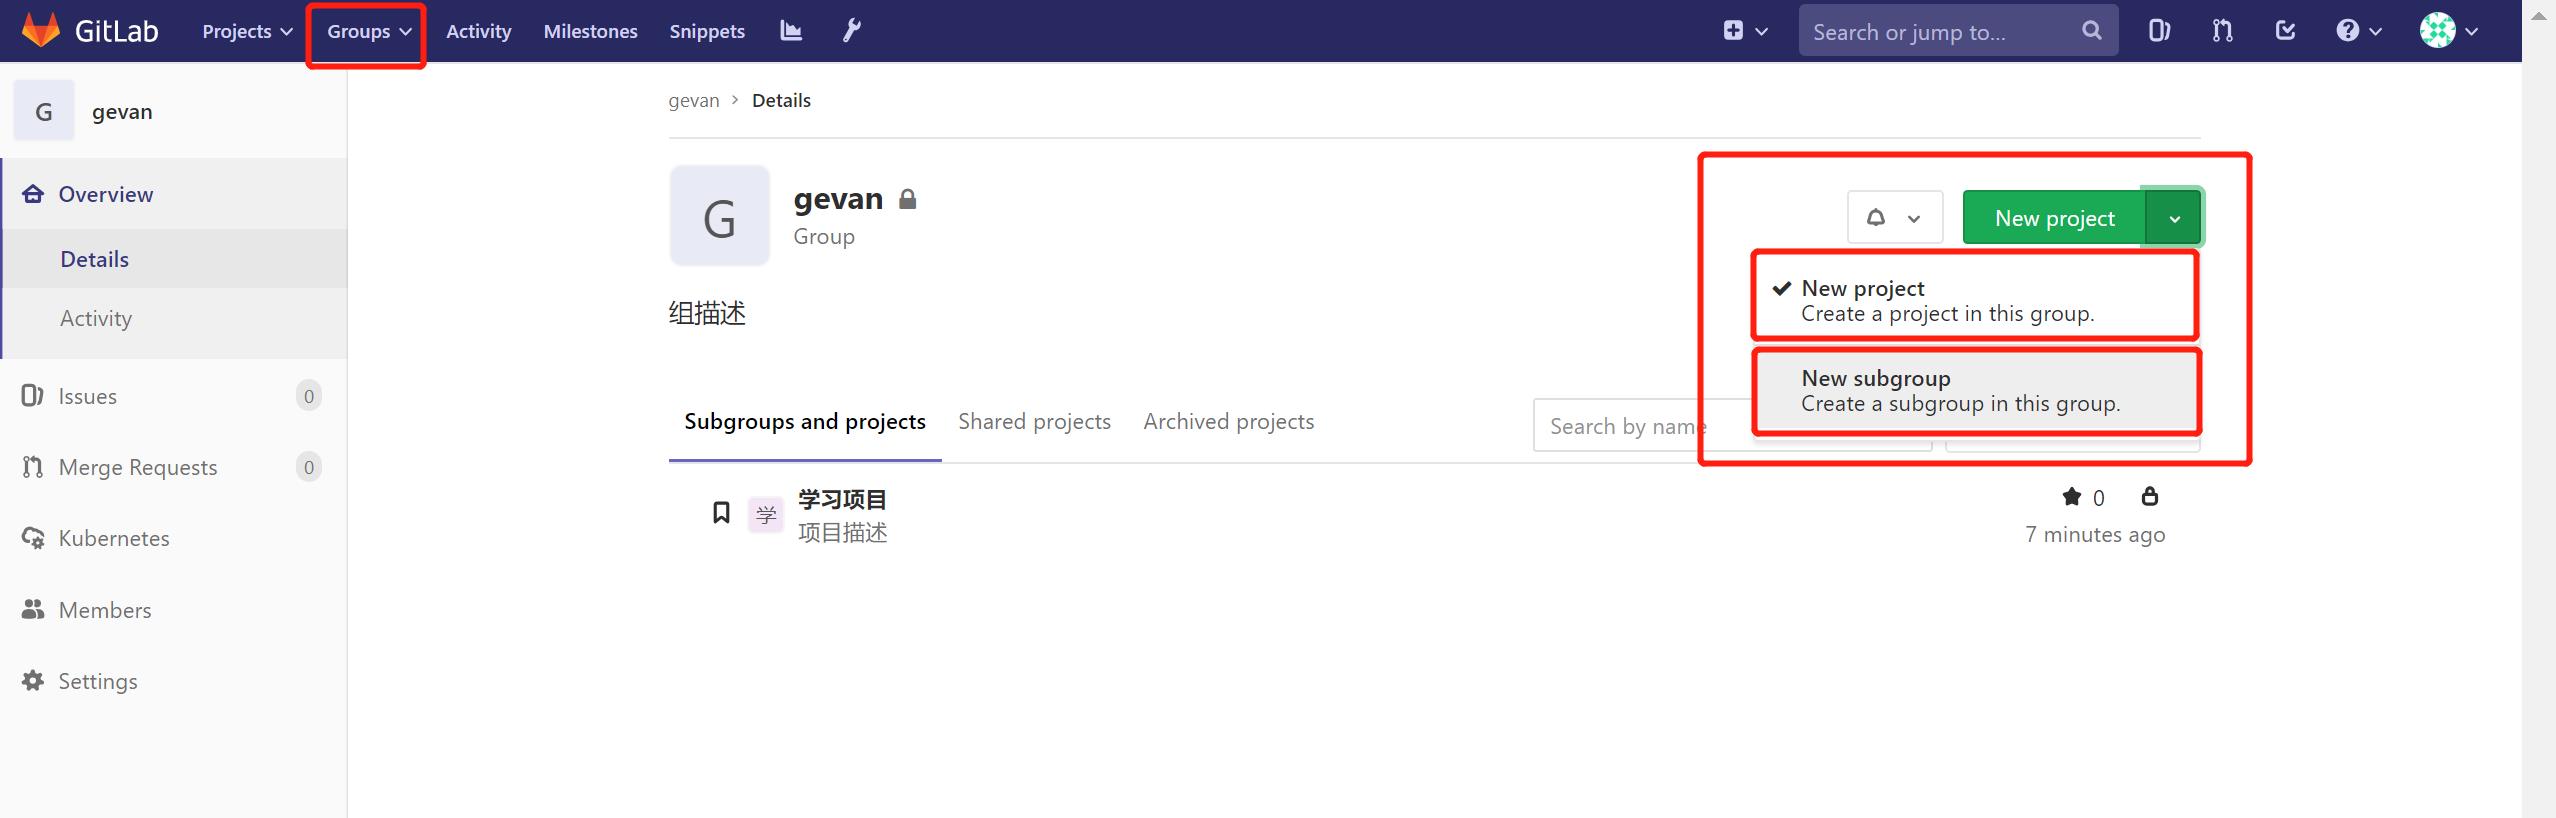 GitLab Projects Groups Activity Milestones Snippets Search or jump to...
G gevan
Overview
Details
Activity
Issues 0
Merge Requests 0
Kubernetes
Members
Settings
gevan > Details
G
gevan
Group
New project
组描述
New project
Create a project in this group.
New subgroup
Create a subgroup in this group.
Subgroups and projects Shared projects Archived projects Search by name
学
学习项目
项目描述
0
7 minutes ago